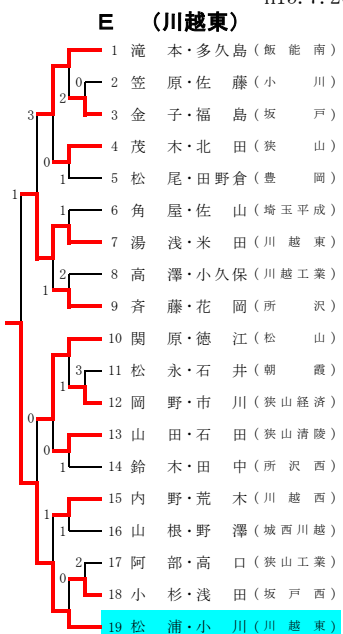 E （川越東）
1 滝 本・多久島（飯 能 南）
0 2 笠 原・佐 藤（小 川）
2
3 3 金 子・福 島（坂 戸）
4 茂 木・北 田（狭 山）
0
1 5 松 尾・田野倉（豊 岡）
1
1 6 角 屋・佐 山（埼玉平成）
7 湯 浅・米 田（川 越 東）
2 8 高 澤・小久保（川越工業）
1
9 斉 藤・花 岡（所 沢）
10 関 原・徳 江（松 山）
3 11 松 永・石 井（朝 霞）
1
12 岡 野・市 川（狭山経済）
0
13 山 田・石 田（狭山清陵）
0
1 14 鈴 木・田 中（所 沢 西）
15 内 野・荒 木（川 越 西）
1
1 16 山 根・野 澤（城西川越）
2 17 阿 部・高 口（狭山工業）
0
18 小 杉・浅 田（坂 戸 西）
19 松 浦・小 川（川 越 東）